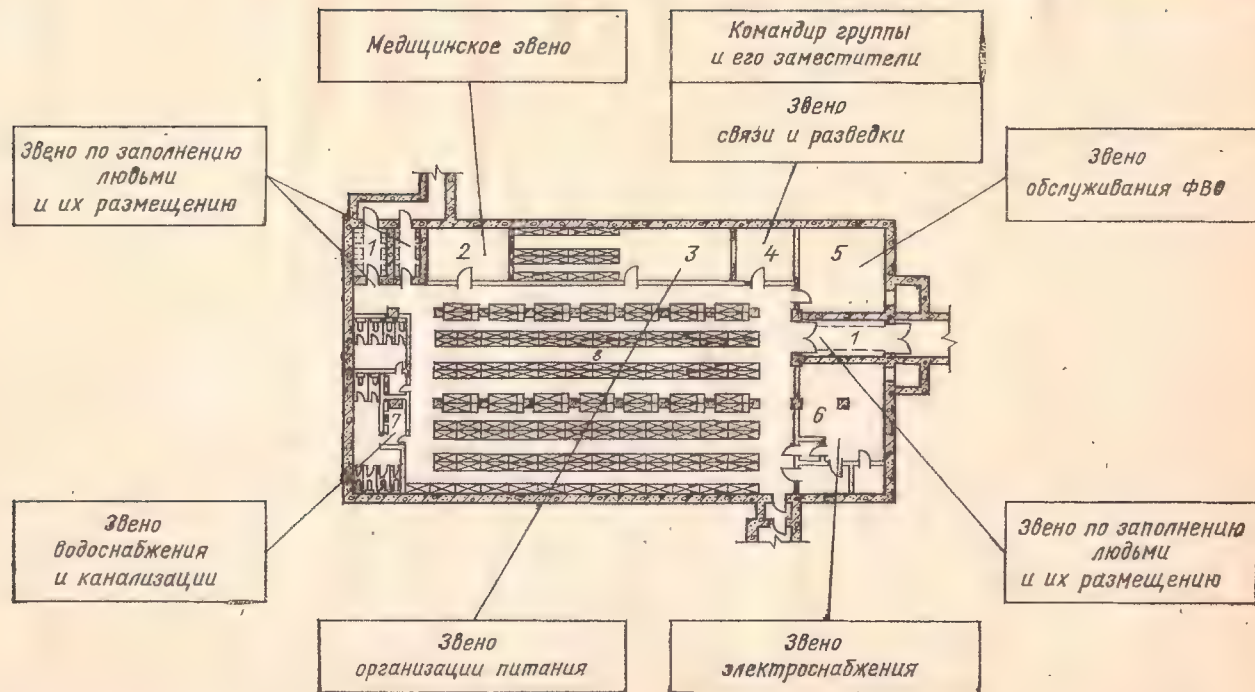 Медицинское звено
Командир группы
и его заместители
Звено
связи и разведки
Звено по заполнению
людьми
и их размещению
Звено
обслуживания ФВО
1
2
3
4
5
8
1
6
7
Звено
водоснабжения
и канализации
Звено по заполнению
людьми
и их размещению
Звено
организации питания
Звено
электроснабжения